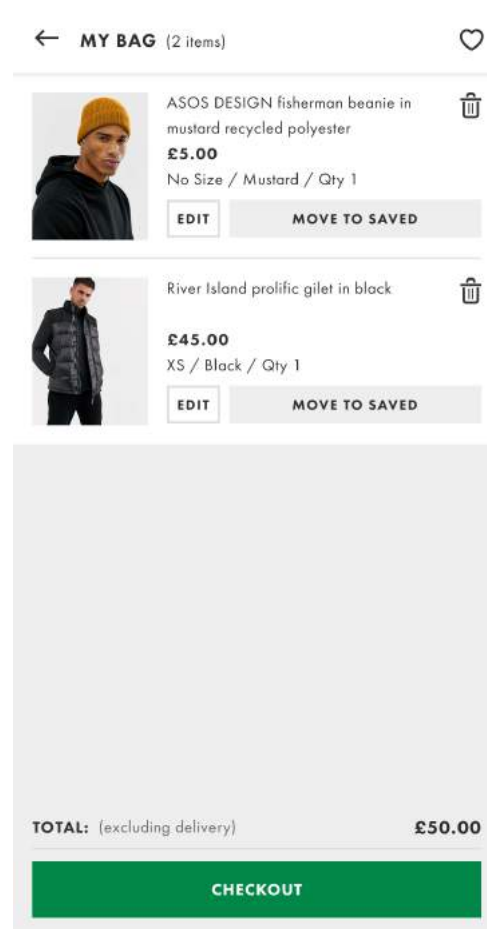 MY BAG (2 items)
ASOS DESIGN fisherman beanie in
mustard recycled polyester
£5.00
No Size / Mustard / Qty 1
EDIT MOVE TO SAVED
River Island prolific gilet in black
£45.00
XS / Black / Qty 1
EDIT MOVE TO SAVED
TOTAL: (excluding delivery) £50.00
CHECKOUT